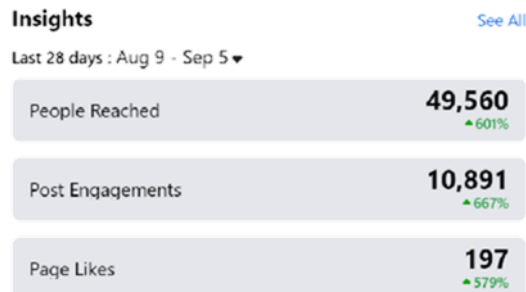 Insights
See All
Last 28 days : Aug 9 - Sep 5
People Reached
49,560
601%
Post Engagements
10,891
667%
Page Likes
197
579%